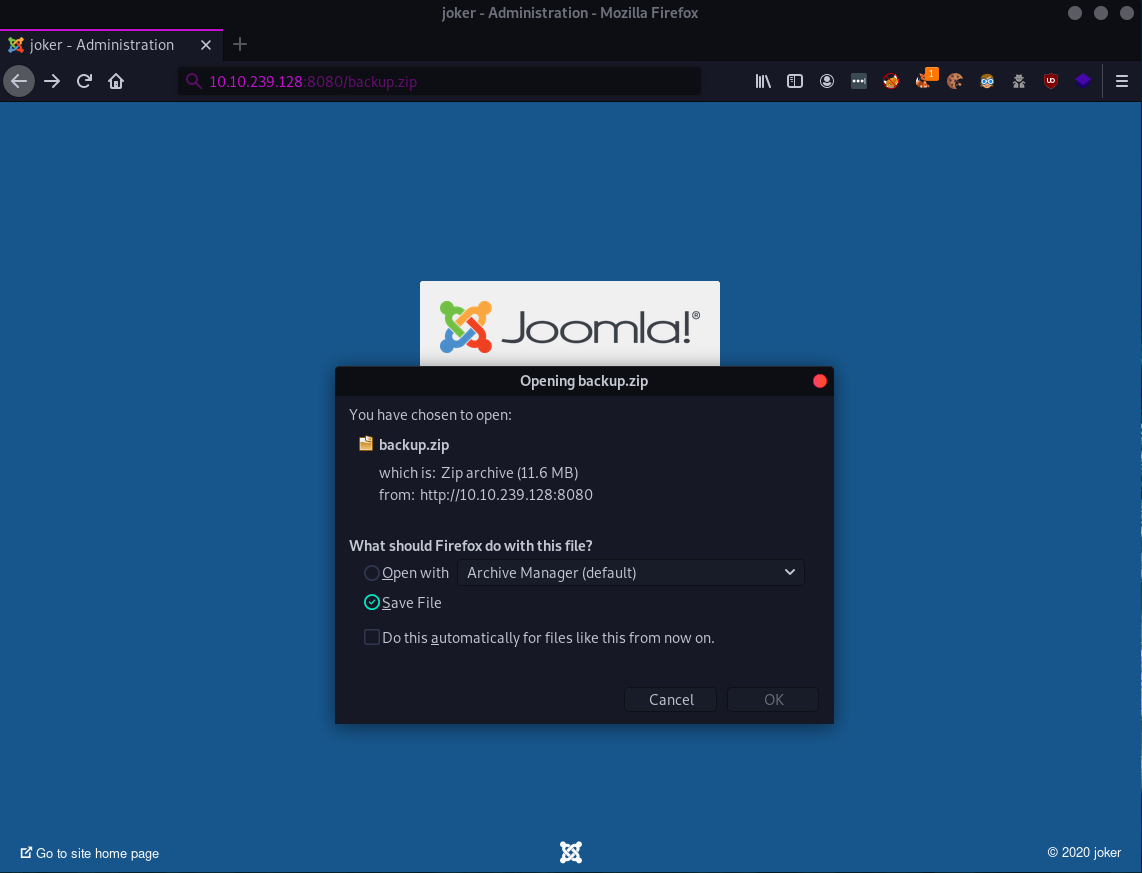 joker - Administration - Mozilla Firefox
joker - Administration
10.10.239.128:8080/backup.zip
1
Joomla!®
Opening backup.zip
You have chosen to open:
backup.zip
which is: Zip archive (11.6 MB)
from: http://10.10.239.128:8080
What should Firefox do with this file?
Open with Archive Manager (default)
Save File
Do this automatically for files like this from now on.
Cancel OK
Go to site home page © 2020 joker